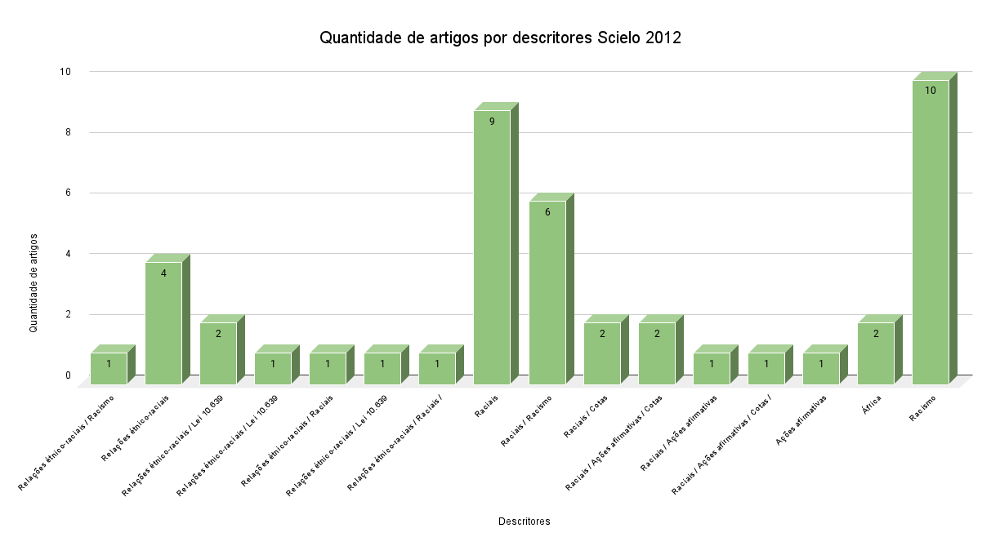 Quantidade de artigos por descritores Scielo 2012
Quantidade de artigos
10
8
6
4
2
0
1
4
2
1
1
1
1
9
6
2
2
1
1
1
2
10
Relações étnico-raciais / Racismo
Relações étnico-raciais
Relações étnico-raciais / Lei 10.639
Relações étnico-raciais / Lei 10.639
Relações étnico-raciais / Raciais
Relações étnico-raciais / Lei 10.639
Relações étnico-raciais / Raciais /
Raciais
Raciais / Racismo
Raciais / Cotas
Raciais / Ações afirmativas / Cotas
Raciais / Ações afirmativas
Raciais / Ações afirmativas / Cotas /
Ações afirmativas
África
Racismo
Descritores